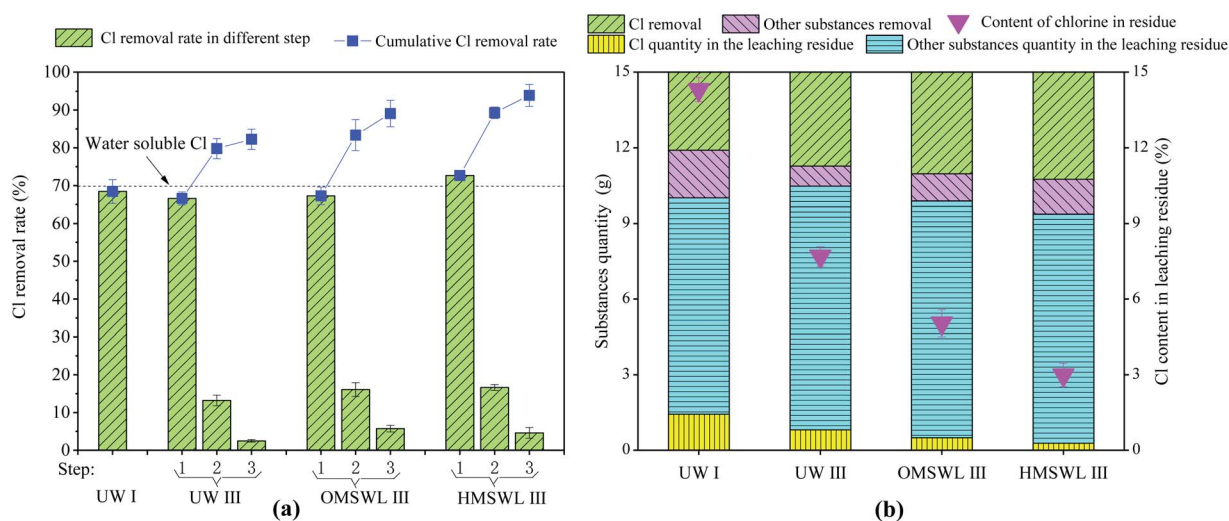 Cl removal rate in different step
Cumulative Cl removal rate
100
90
80
70
60
50
40
30
20
10
0
Cl removal rate (%)
Water soluble Cl
Step:
1 2 3
1 2 3
1 2 3
UW I
UW III
OMSWL III
HMSWL III
(a)
Cl removal
Other substances removal
Content of chlorine in residue
Cl quantity in the leaching residue
Other substances quantity in the leaching residue
15
12
9
6
3
0
Substances quantity (g)
15
12
9
6
3
0
Cl content in leaching residue (%)
UW I
UW III
OMSWL III
HMSWL III
(b)